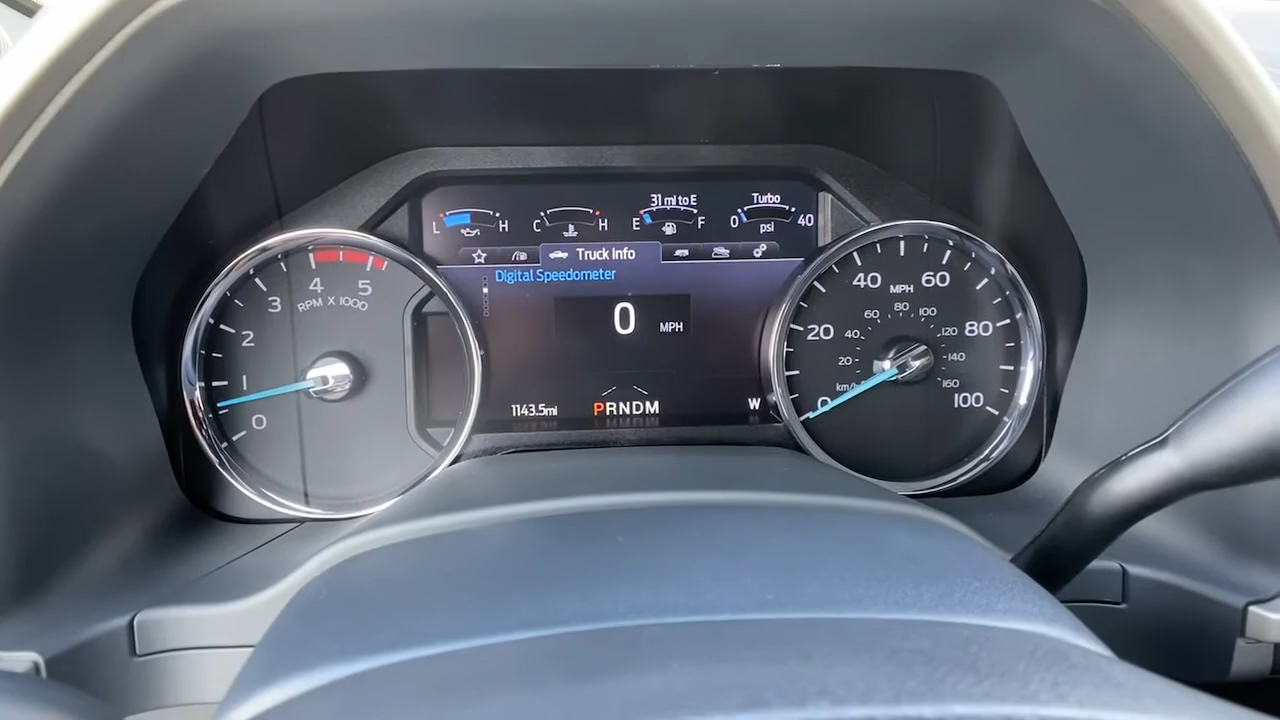 31 mi to E
Turbo
L H C H E F 0 psi 40
Truck Info
Digital Speedometer
0 MPH
1143.5mi
PRNDM
W
0 1 2 3 4 5
RPM X 1000
0 20 40 60 80 100
MPH
20 40 60 80 100 120 140 160
km/h